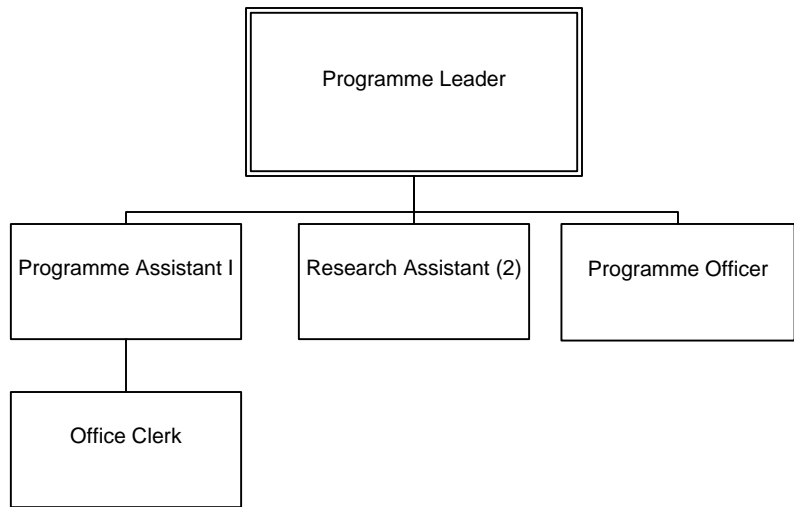 Programme Leader
Programme Assistant I
Research Assistant (2)
Programme Officer
Office Clerk